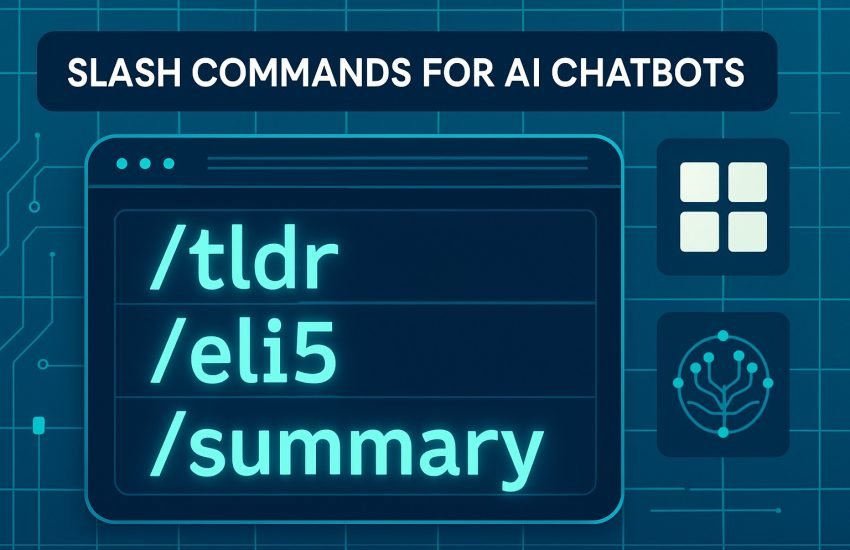 SLASH COMMANDS FOR AI CHATBOTS
/tldr
/eli5
/summary